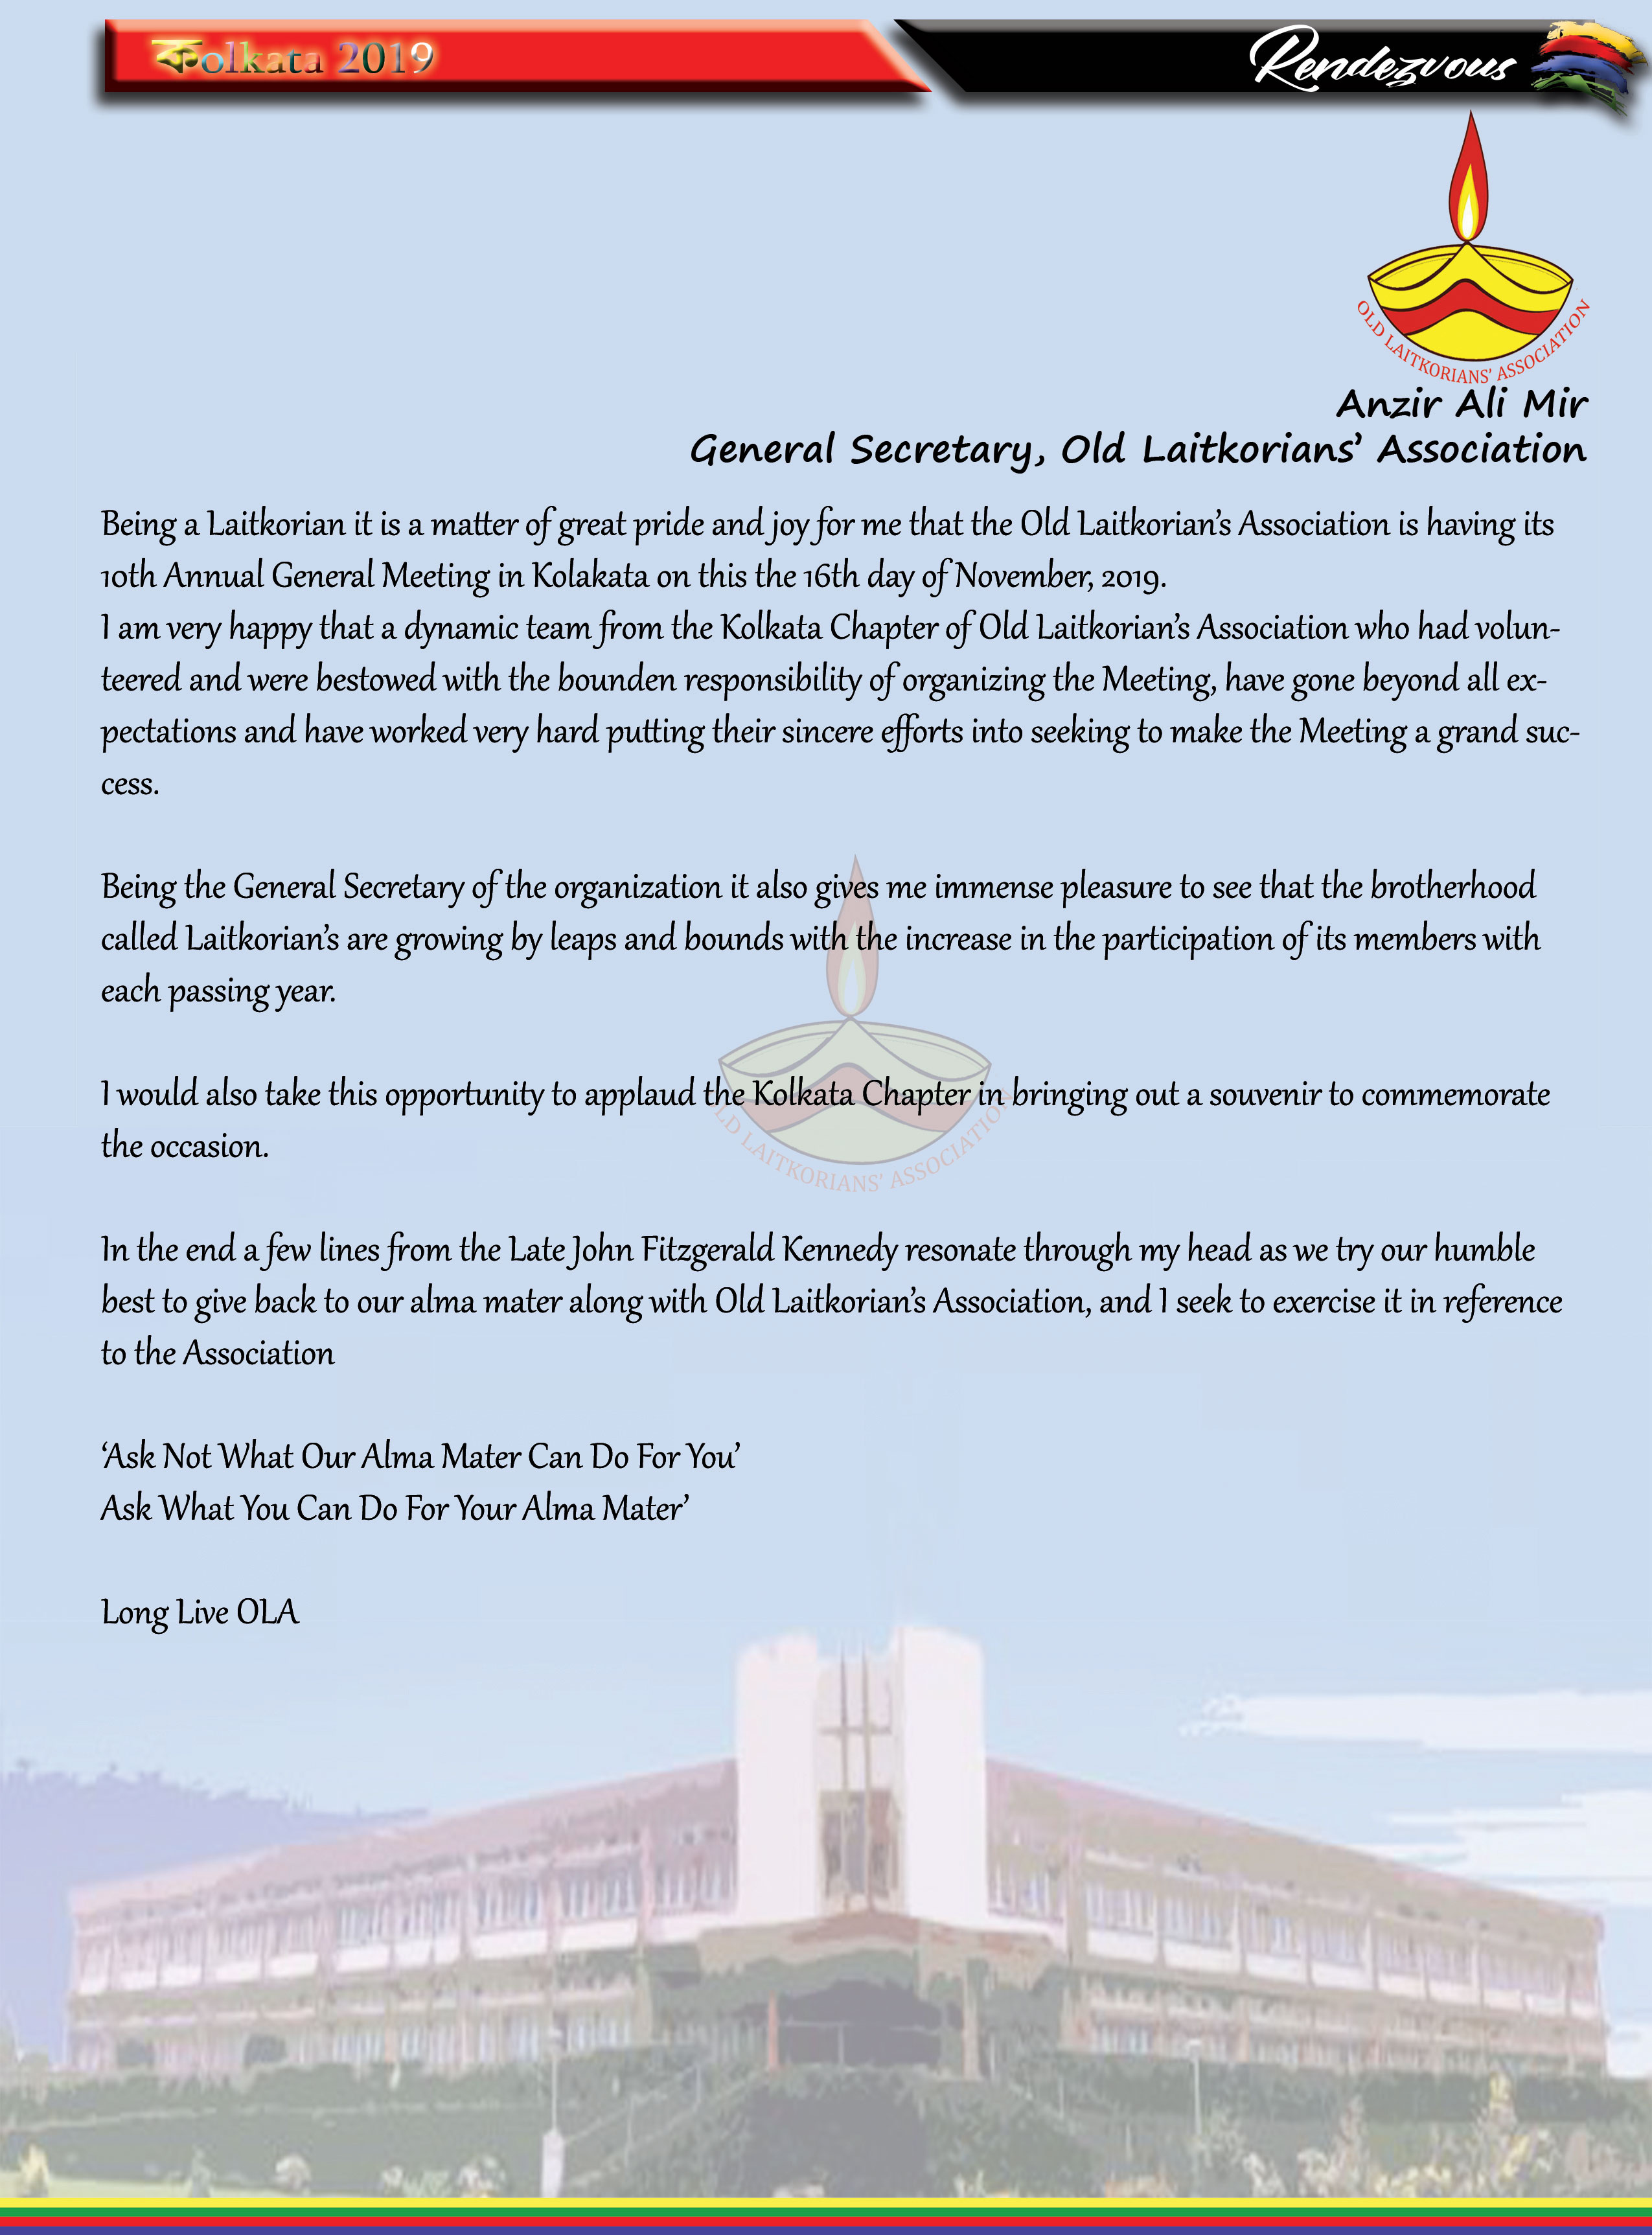 কolkata 2019
Rendezvous
OLD LAITKORIANS' ASSOCIATION
Anzir Ali Mir
General Secretary, Old Laitkorians’ Association
Being a Laitkorian it is a matter of great pride and joy for me that the Old Laitkorian’s Association is having its
10th Annual General Meeting in Kolakata on this the 16th day of November, 2019.
I am very happy that a dynamic team from the Kolkata Chapter of Old Laitkorian’s Association who had volun-
teered and were bestowed with the bounden responsibility of organizing the Meeting, have gone beyond all ex-
pectations and have worked very hard putting their sincere efforts into seeking to make the Meeting a grand suc-
cess.
Being the General Secretary of the organization it also gives me immense pleasure to see that the brotherhood
called Laitkorian’s are growing by leaps and bounds with the increase in the participation of its members with
each passing year.
I would also take this opportunity to applaud the Kolkata Chapter in bringing out a souvenir to commemorate
the occasion.
OLD LAITKORIANS' ASSOCIATION
In the end a few lines from the Late John Fitzgerald Kennedy resonate through my head as we try our humble
best to give back to our alma mater along with Old Laitkorian’s Association, and I seek to exercise it in reference
to the Association
‘Ask Not What Our Alma Mater Can Do For You’
Ask What You Can Do For Your Alma Mater’
Long Live OLA